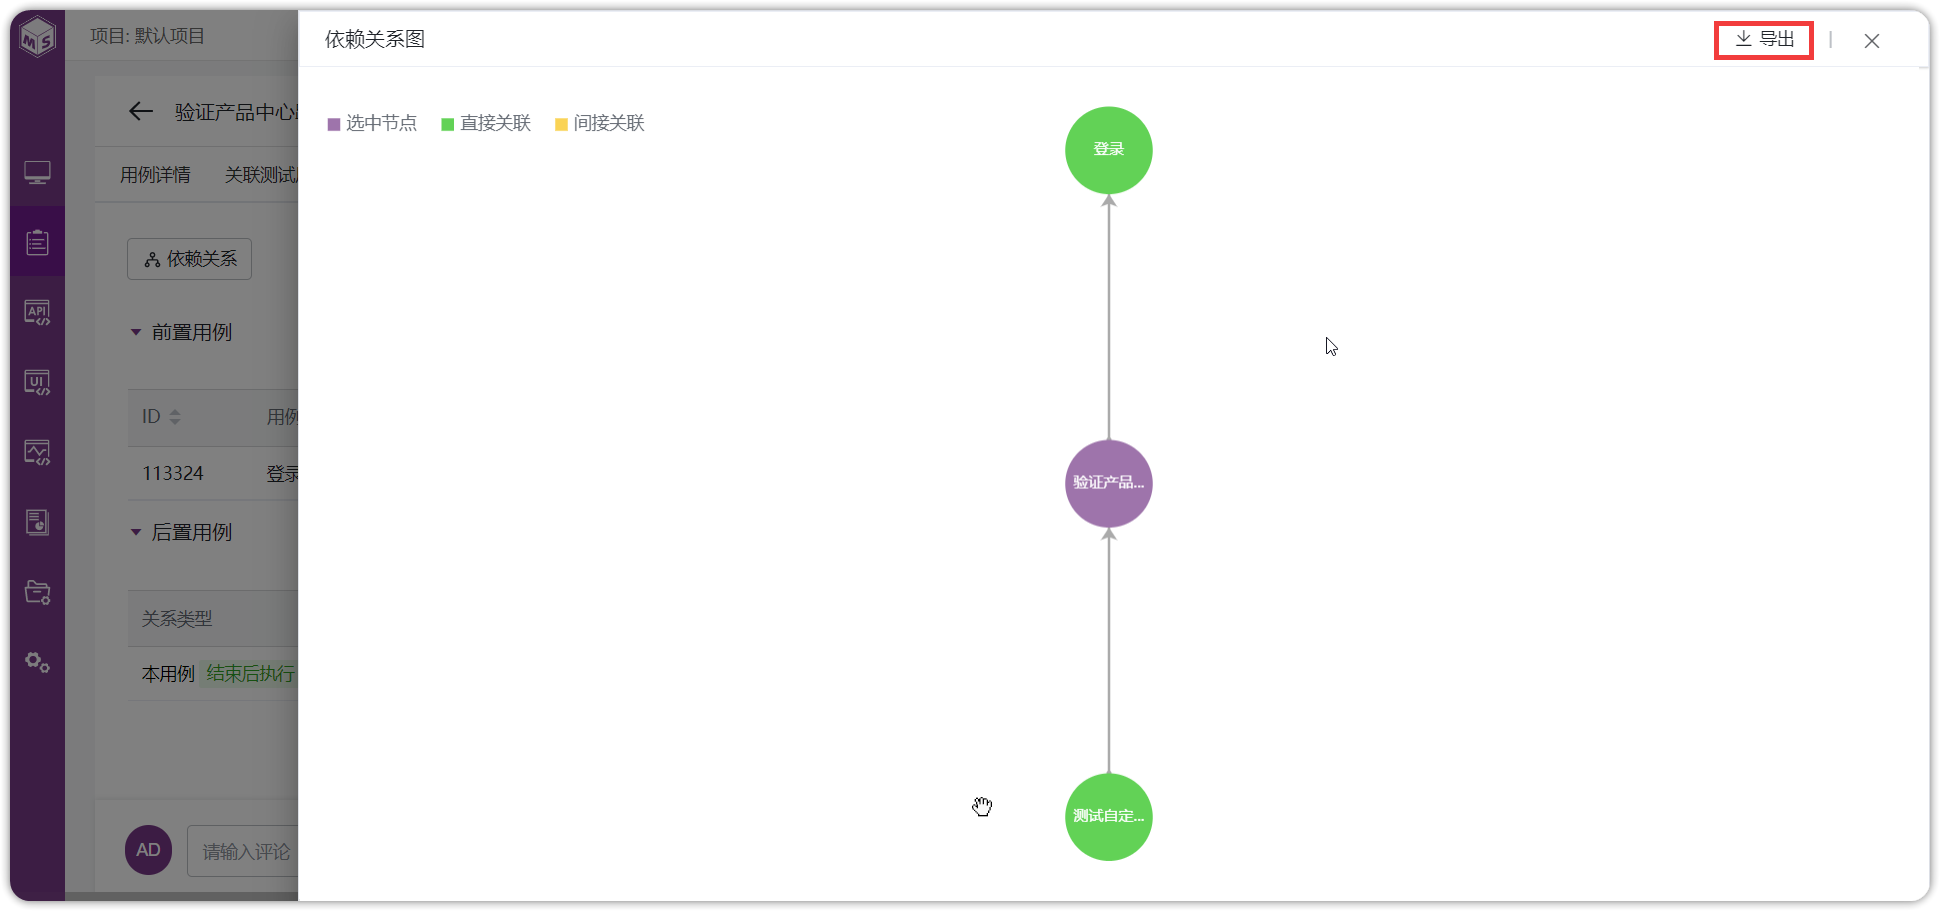 MS
项目: 默认项目
依赖关系图
导出
验证产品中心
用例详情
关联测试
选中节点
直接关联
间接关联
登录
依赖关系
前置用例
API
UI
ID
用例
113324
登录
验证产品...
后置用例
关系类型
本用例 结束后执行
测试自定...
AD
请输入评论